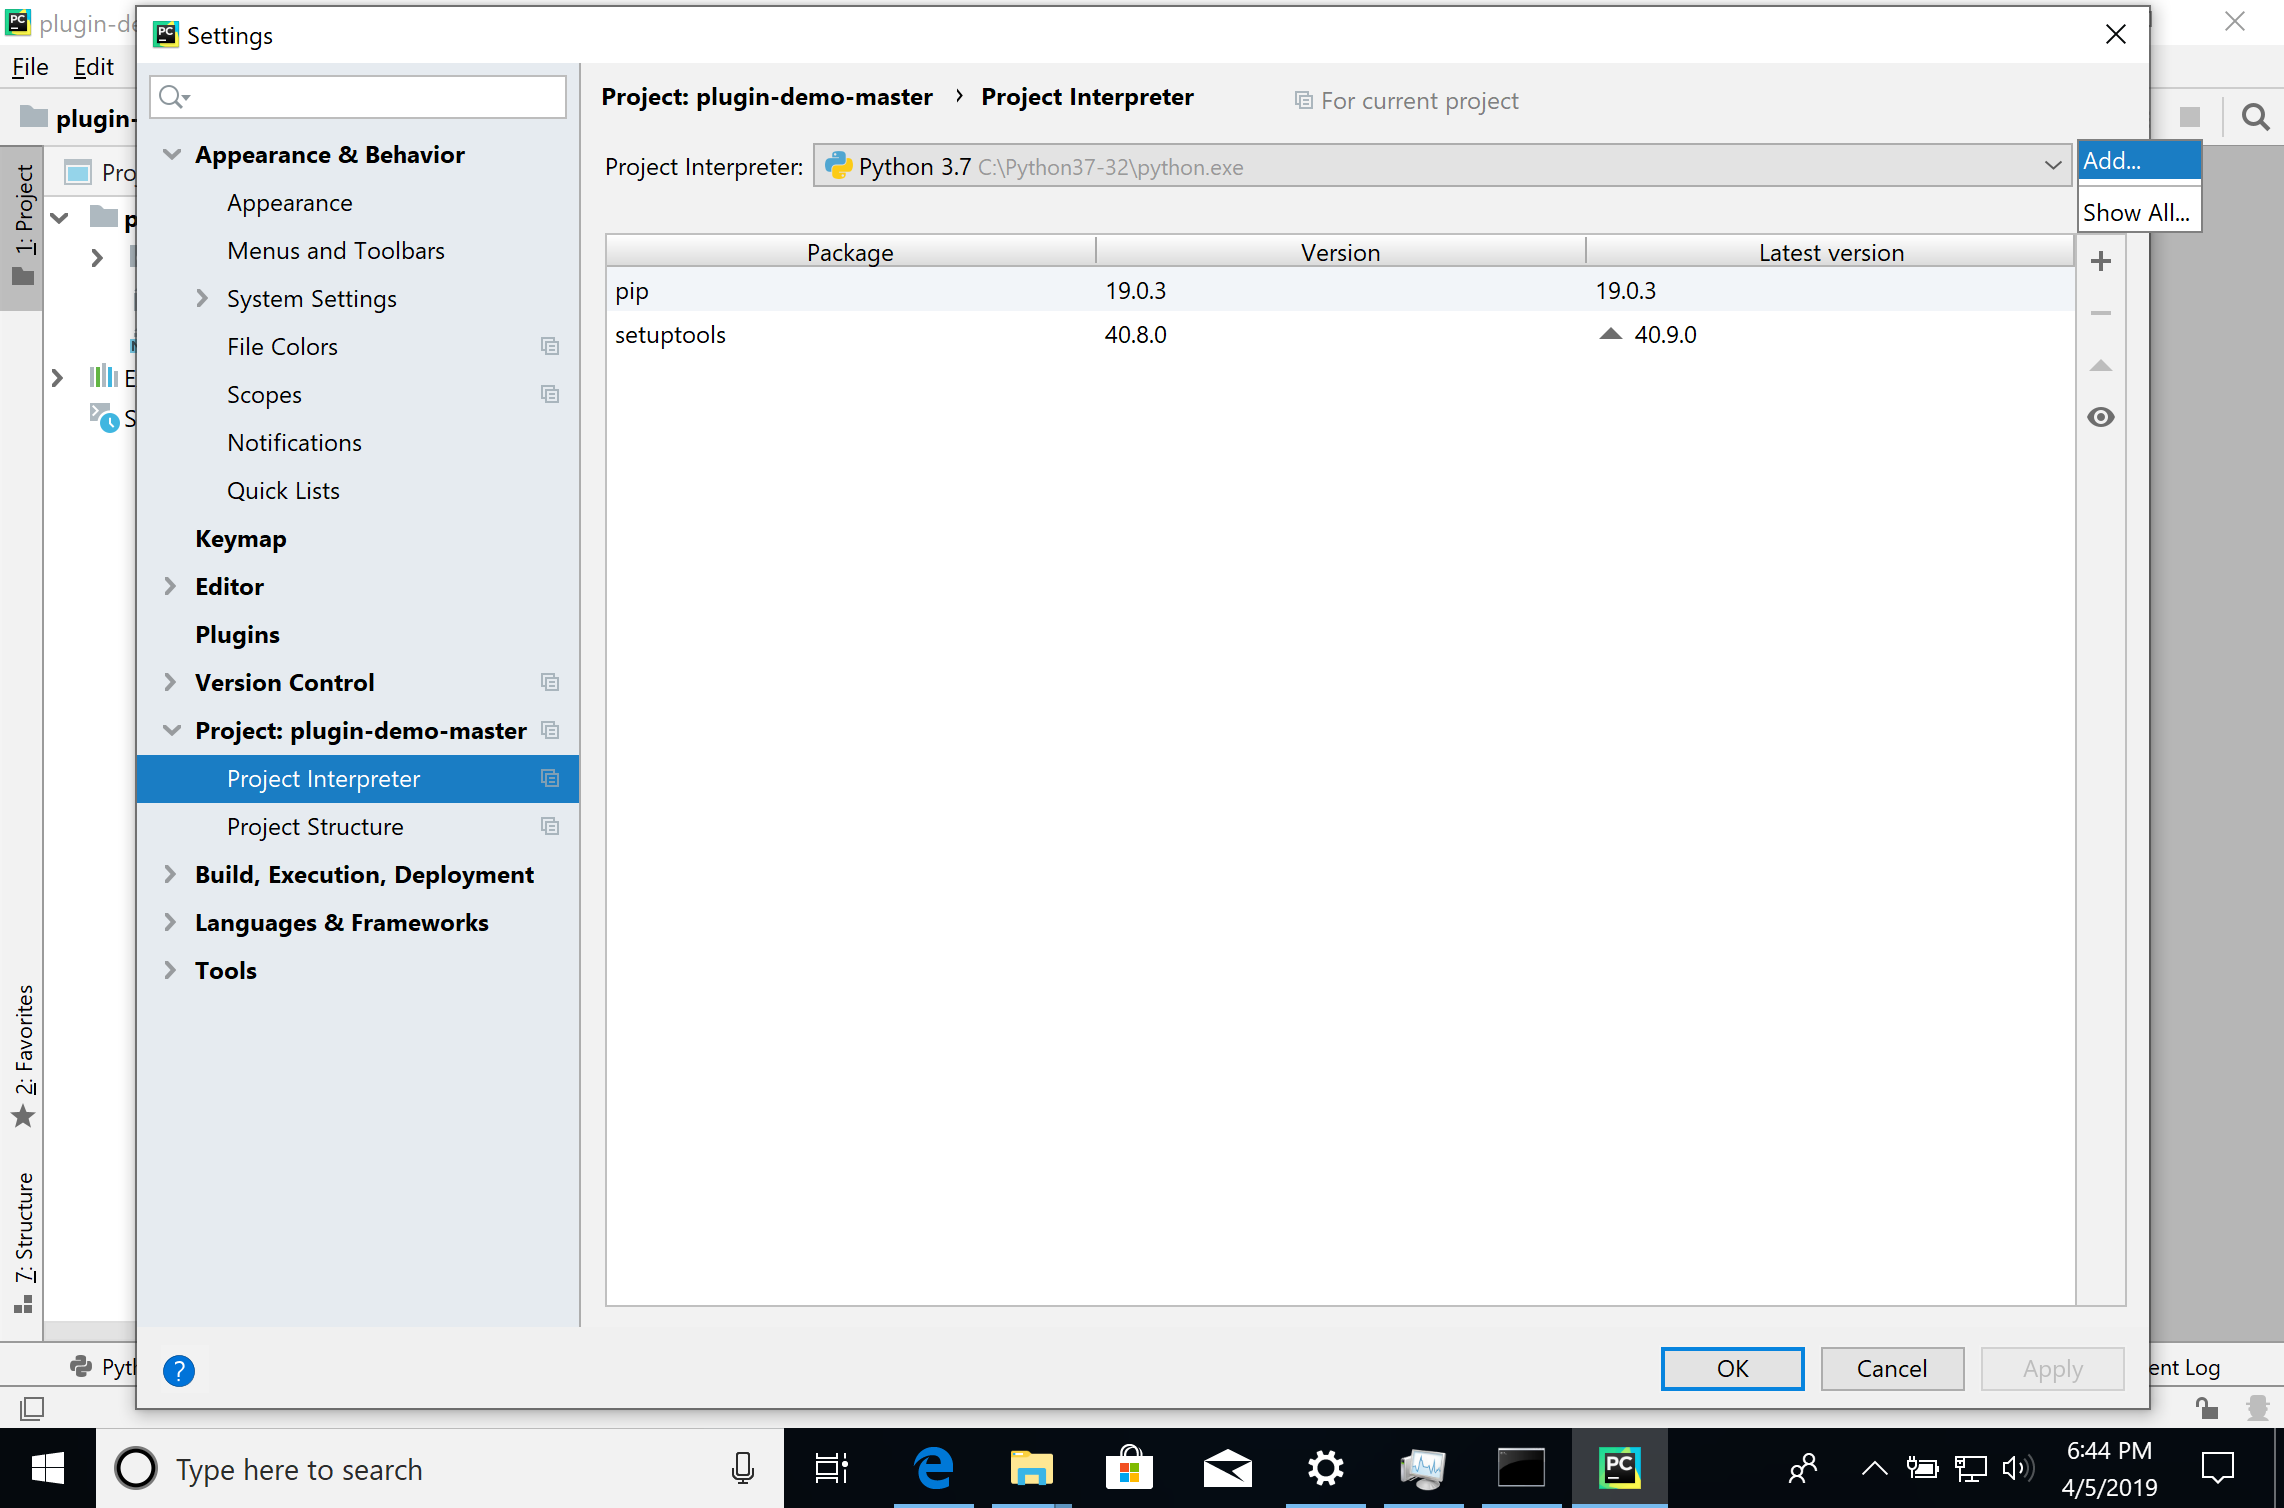 plugin-de
Settings
File Edit
Project: plugin-demo-master › Project Interpreter For current project
plugin-
Appearance & Behavior
Project Interpreter: Python 3.7 C:\Python37-32\python.exe
Add...
Show All...
1: Project
Pro
p
E
S
Appearance
Menus and Toolbars
System Settings
File Colors
Scopes
Notifications
Quick Lists
Keymap
Editor
Plugins
Version Control
Project: plugin-demo-master
Project Interpreter
Project Structure
Build, Execution, Deployment
Languages & Frameworks
Tools
Package Version Latest version
pip 19.0.3 19.0.3
setuptools 40.8.0 40.9.0
2: Favorites
7: Structure
Pyth
?
OK Cancel Apply
ent Log
Type here to search
PC
6:44 PM
4/5/2019